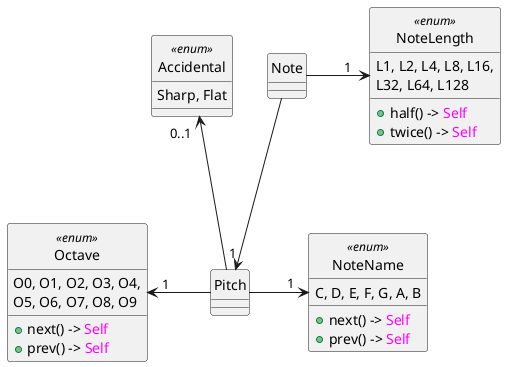 «enum»
NoteLength
L1, L2, L4, L8, L16,
L32, L64, L128
half() -> Self
twice() -> Self
«enum»
Accidental
Sharp, Flat
Note
1
0..1
1
«enum»
Octave
O0, O1, O2, O3, O4,
O5, O6, O7, O8, O9
next() -> Self
prev() -> Self
1
Pitch
1
«enum»
NoteName
C, D, E, F, G, A, B
next() -> Self
prev() -> Self